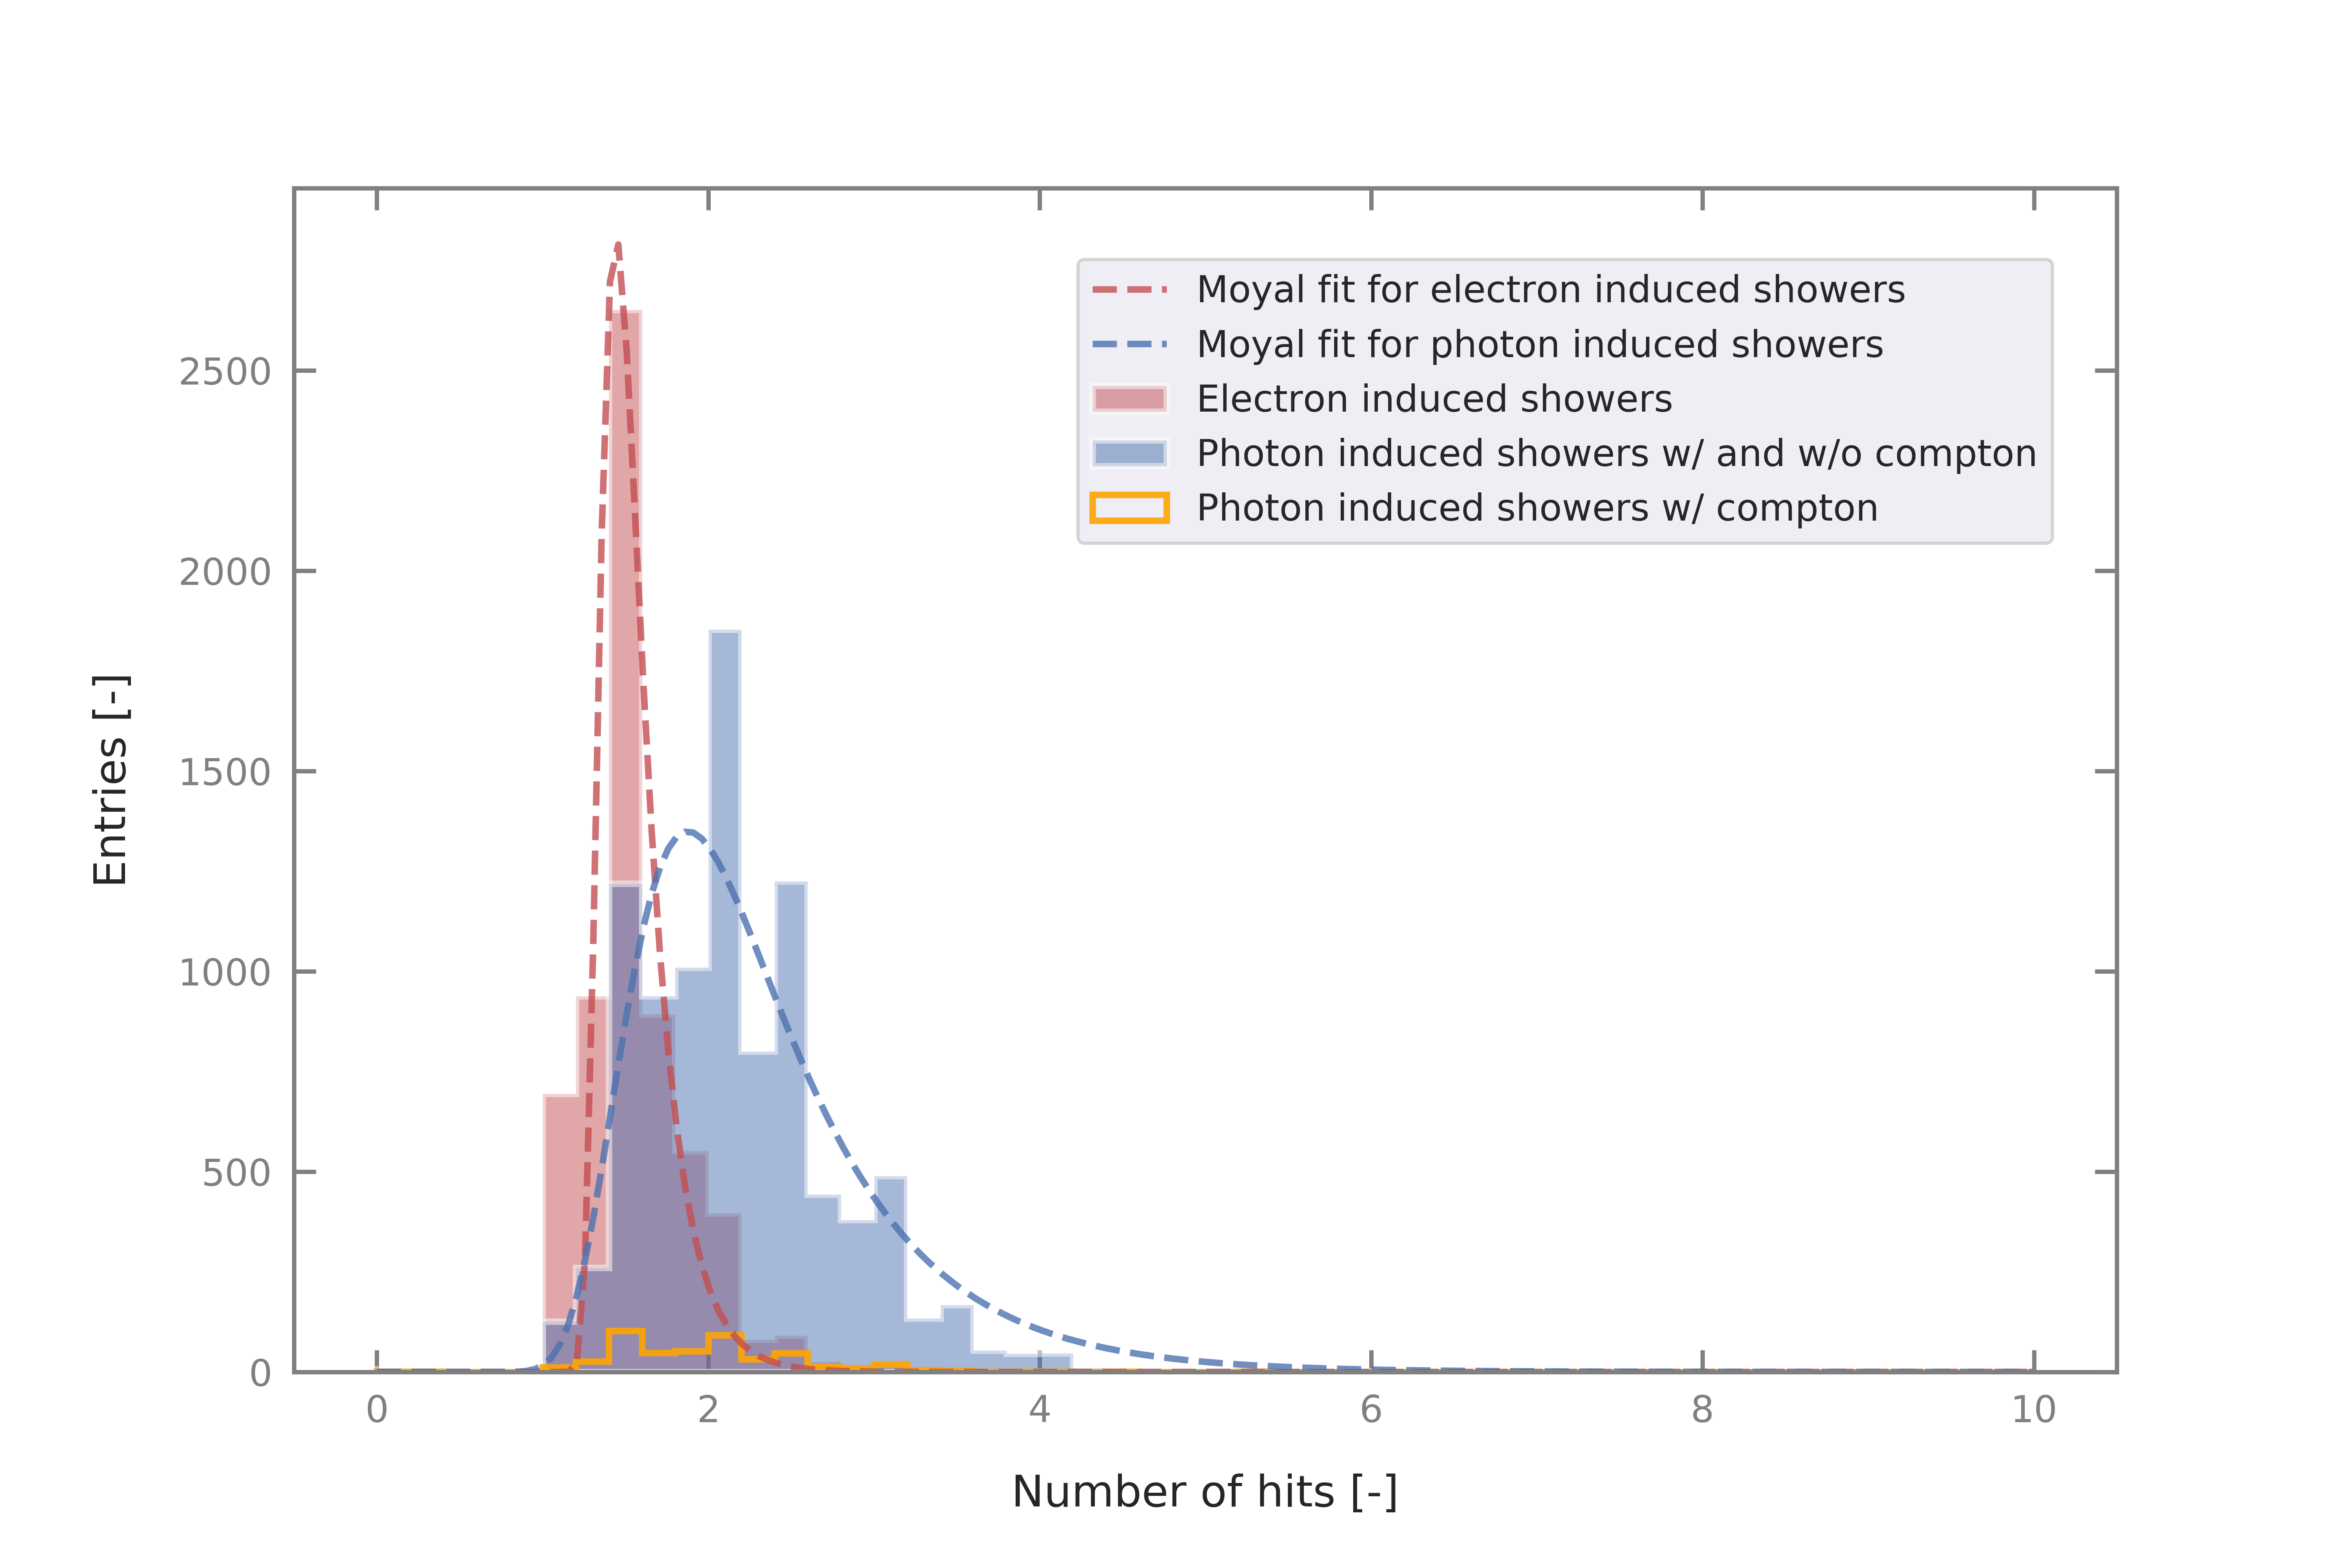 Moyal fit for electron induced showers
Moyal fit for photon induced showers
Electron induced showers
Photon induced showers w/ and w/o compton
Photon induced showers w/ compton
2500
2000
1500
1000
500
0
Entries [-]
0 2 4 6 8 10
Number of hits [-]